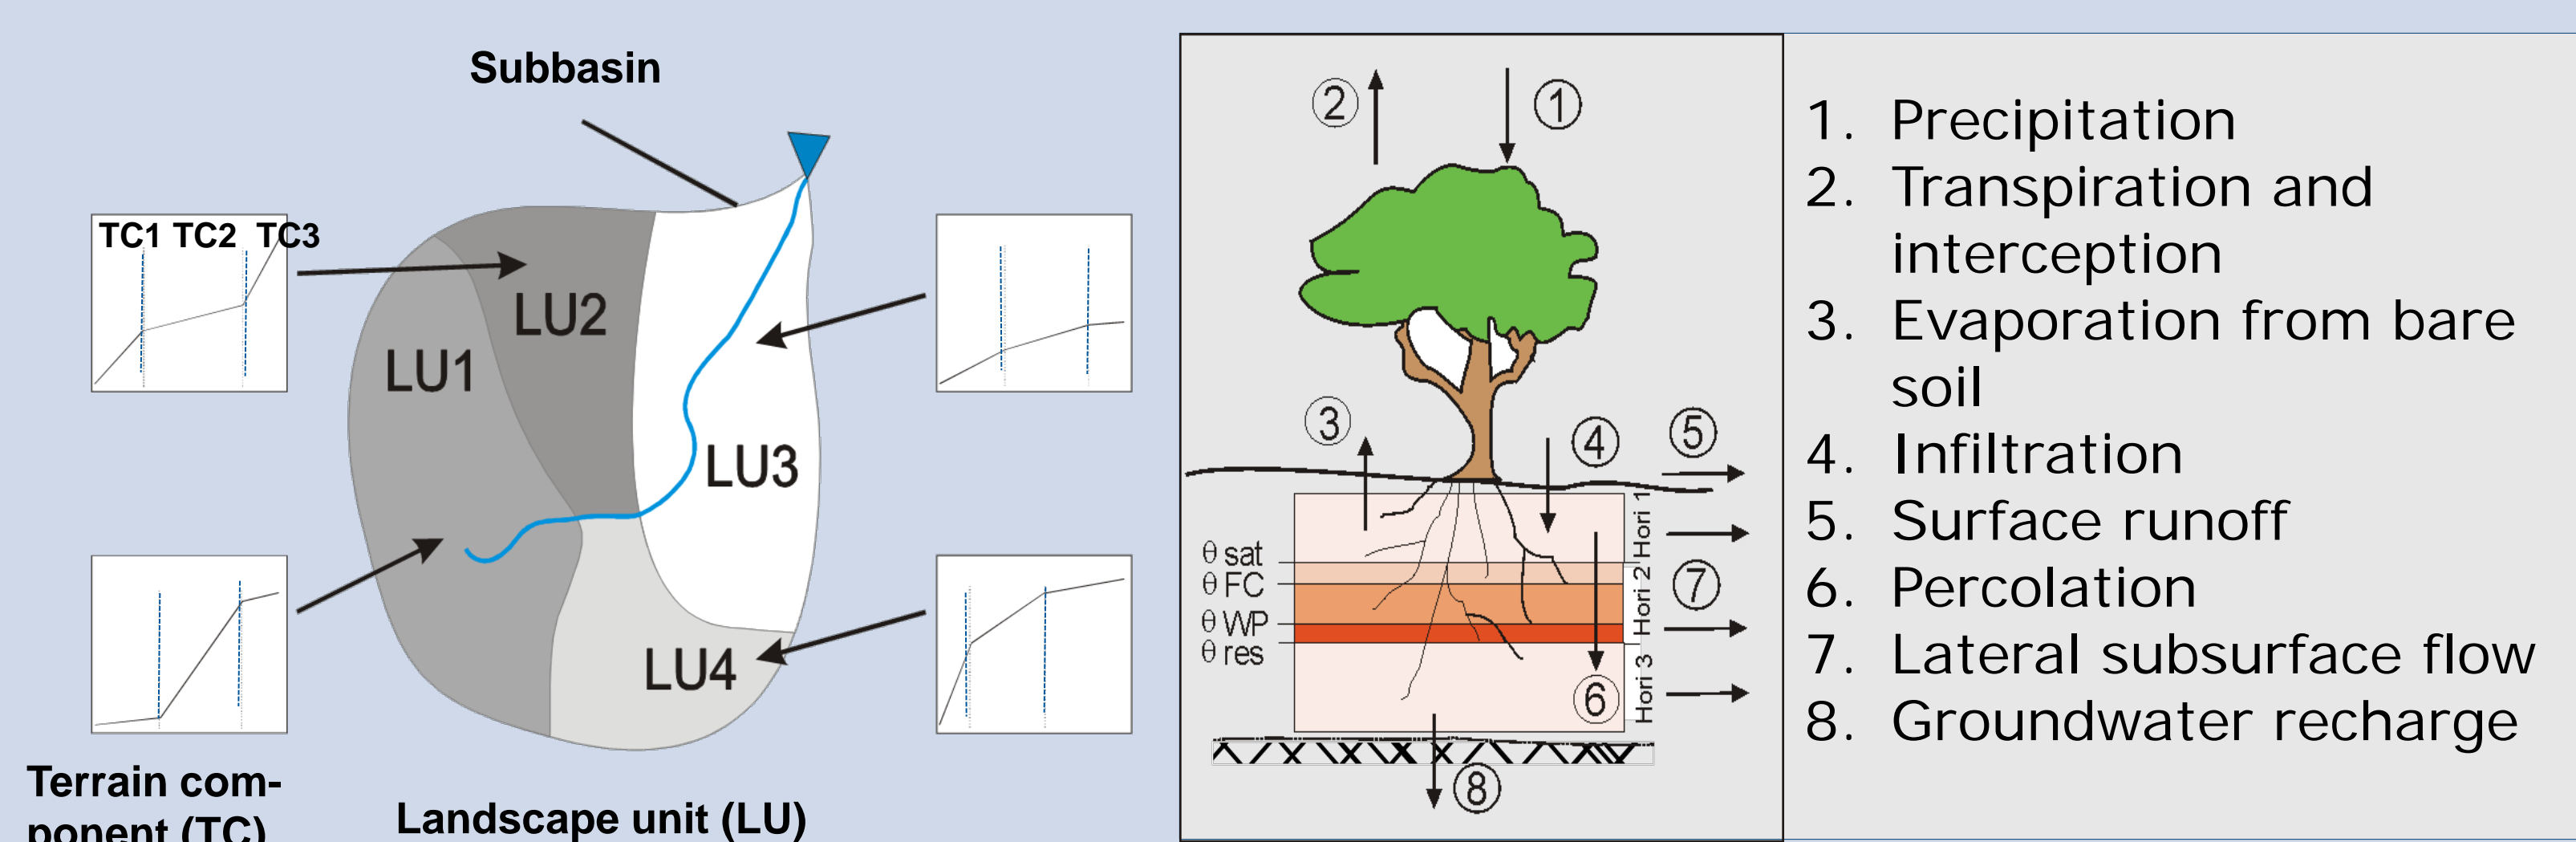 Subbasin
TC1 TC2 TC3
LU2
LU1
LU3
LU4
Terrain com-
ponent (TC)
Landscape unit (LU)
2
1
3
4
5
θ sat
θ FC
θ WP
θ res
Hori 1
Hori 2
Hori 3
7
6
8
1. Precipitation
2. Transpiration and
interception
3. Evaporation from bare
soil
4. Infiltration
5. Surface runoff
6. Percolation
7. Lateral subsurface flow
8. Groundwater recharge